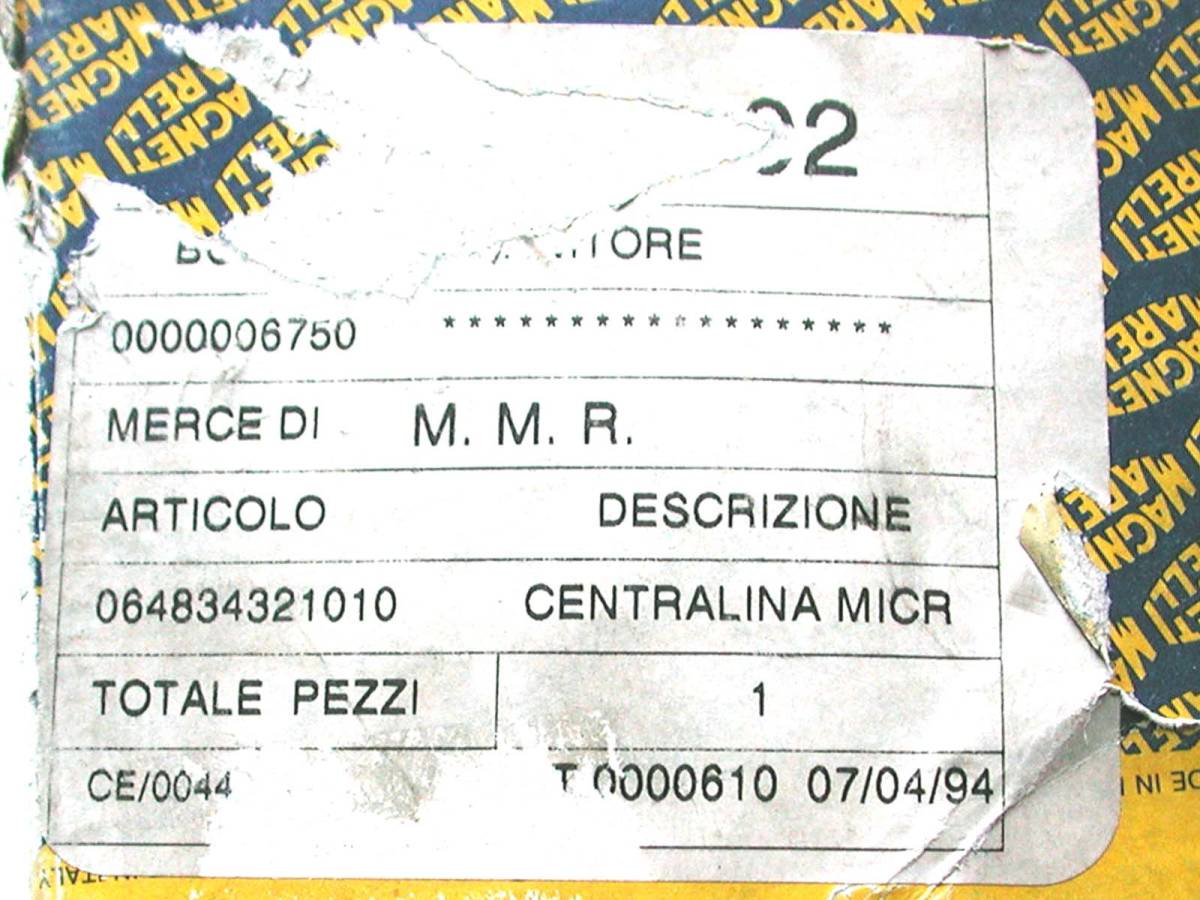 MAGNETI MARELLI
02
0000006750 ******************
MERCE DI M. M. R.
ARTICOLO DESCRIZIONE
064834321010 CENTRALINA MICR
TOTALE PEZZI 1
CE/0044 T 0000610 07/04/94